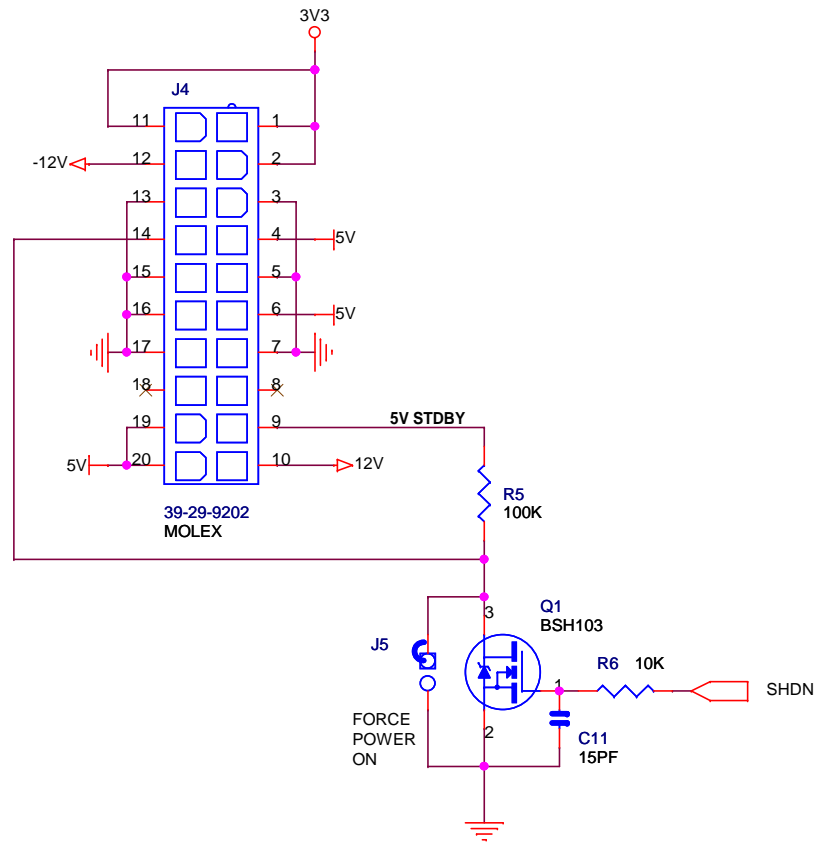 3V3
J4
11
1
-12V
12
2
13
3
14
4
5V
15
5
16
6
5V
17
7
18
8
19
9
5V STDBY
5V
20
10
12V
39-29-9202
MOLEX
R5
100K
3
Q1
BSH103
J5
R6
10K
1
SHDN
FORCE
POWER
ON
2
C11
15PF